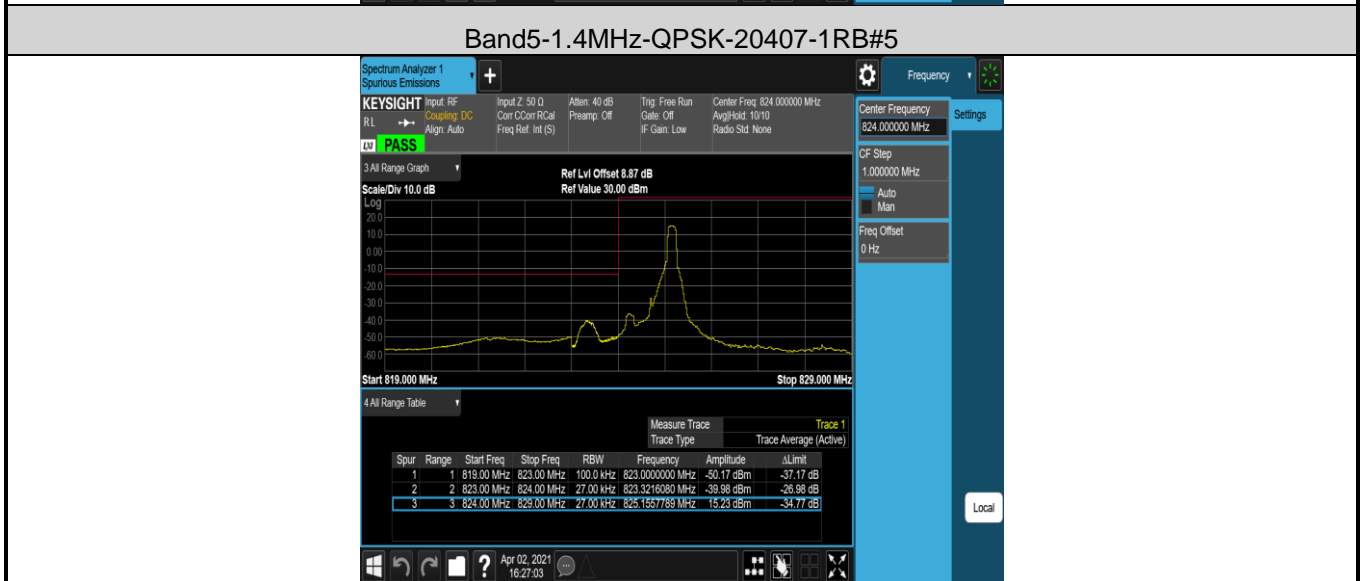 Band5-1.4MHz-QPSK-20407-1RB#5
Spectrum Analyzer 1
Spurious Emissions
+
Frequency
KEYSIGHT Input: RF Input Z: 50 Ω Atten: 40 dB Trig: Free Run Center Freq: 824.000000 MHz
RL Coupling: DC Corr CCorr RCal Preamp: Off Gate: Off Avg|Hold: 10/10
Align: Auto Freq Ref: Int (S) IF Gain: Low Radio Std: None
LXI PASS
Center Frequency
824.000000 MHz
Settings
CF Step
1.000000 MHz
Auto
Man
Freq Offset
0 Hz
3 All Range Graph
Ref Lvl Offset 8.87 dB
Scale/Div 10.0 dB Ref Value 30.00 dBm
Log
20.0
10.0
0.00
-10.0
-20.0
-30.0
-40.0
-50.0
-60.0
Start 819.000 MHz Stop 829.000 MHz
4 All Range Table
Measure Trace Trace 1
Trace Type Trace Average (Active)
Spur Range Start Freq Stop Freq RBW Frequency Amplitude ΔLimit
1 1 819.00 MHz 823.00 MHz 100.0 kHz 823.0000000 MHz -50.17 dBm -37.17 dB
2 2 823.00 MHz 824.00 MHz 27.00 kHz 823.3216080 MHz -39.98 dBm -26.98 dB
3 3 824.00 MHz 829.00 MHz 27.00 kHz 825.1557789 MHz 15.23 dBm -34.77 dB
Local
? Apr 02, 2021
16:27:03